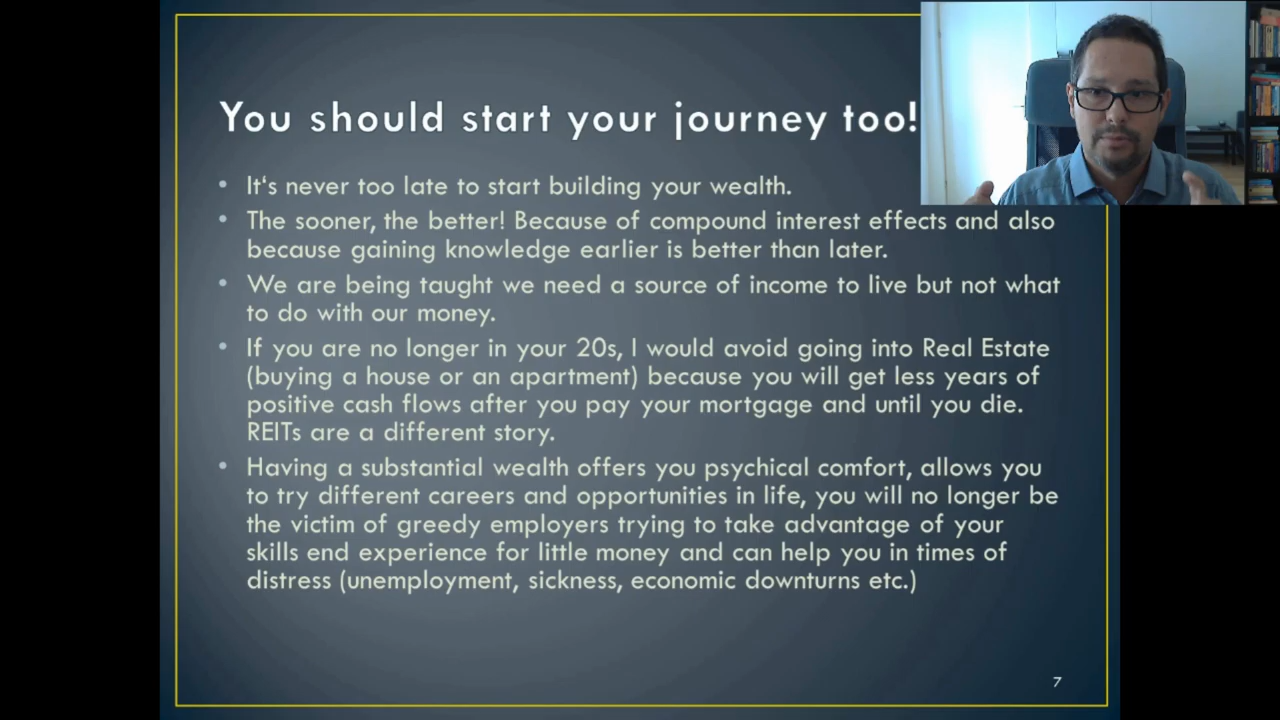 You should start your journey too!
• It‘s never too late to start building your wealth.
• The sooner, the better! Because of compound interest effects and also
because gaining knowledge earlier is better than later.
• We are being taught we need a source of income to live but not what
to do with our money.
• If you are no longer in your 20s, I would avoid going into Real Estate
(buying a house or an apartment) because you will get less years of
positive cash flows after you pay your mortgage and until you die.
REITs are a different story.
• Having a substantial wealth offers you psychical comfort, allows you
to try different careers and opportunities in life, you will no longer be
the victim of greedy employers trying to take advantage of your
skills end experience for little money and can help you in times of
distress (unemployment, sickness, economic downturns etc.)
7